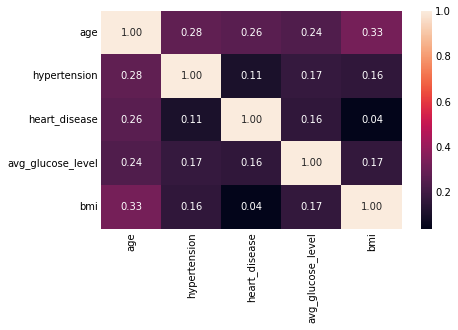 age 1.00 0.28 0.26 0.24 0.33
hypertension 0.28 1.00 0.11 0.17 0.16
heart_disease 0.26 0.11 1.00 0.16 0.04
avg_glucose_level 0.24 0.17 0.16 1.00 0.17
bmi 0.33 0.16 0.04 0.17 1.00
age
hypertension
heart_disease
avg_glucose_level
bmi
1.0
0.8
0.6
0.4
0.2